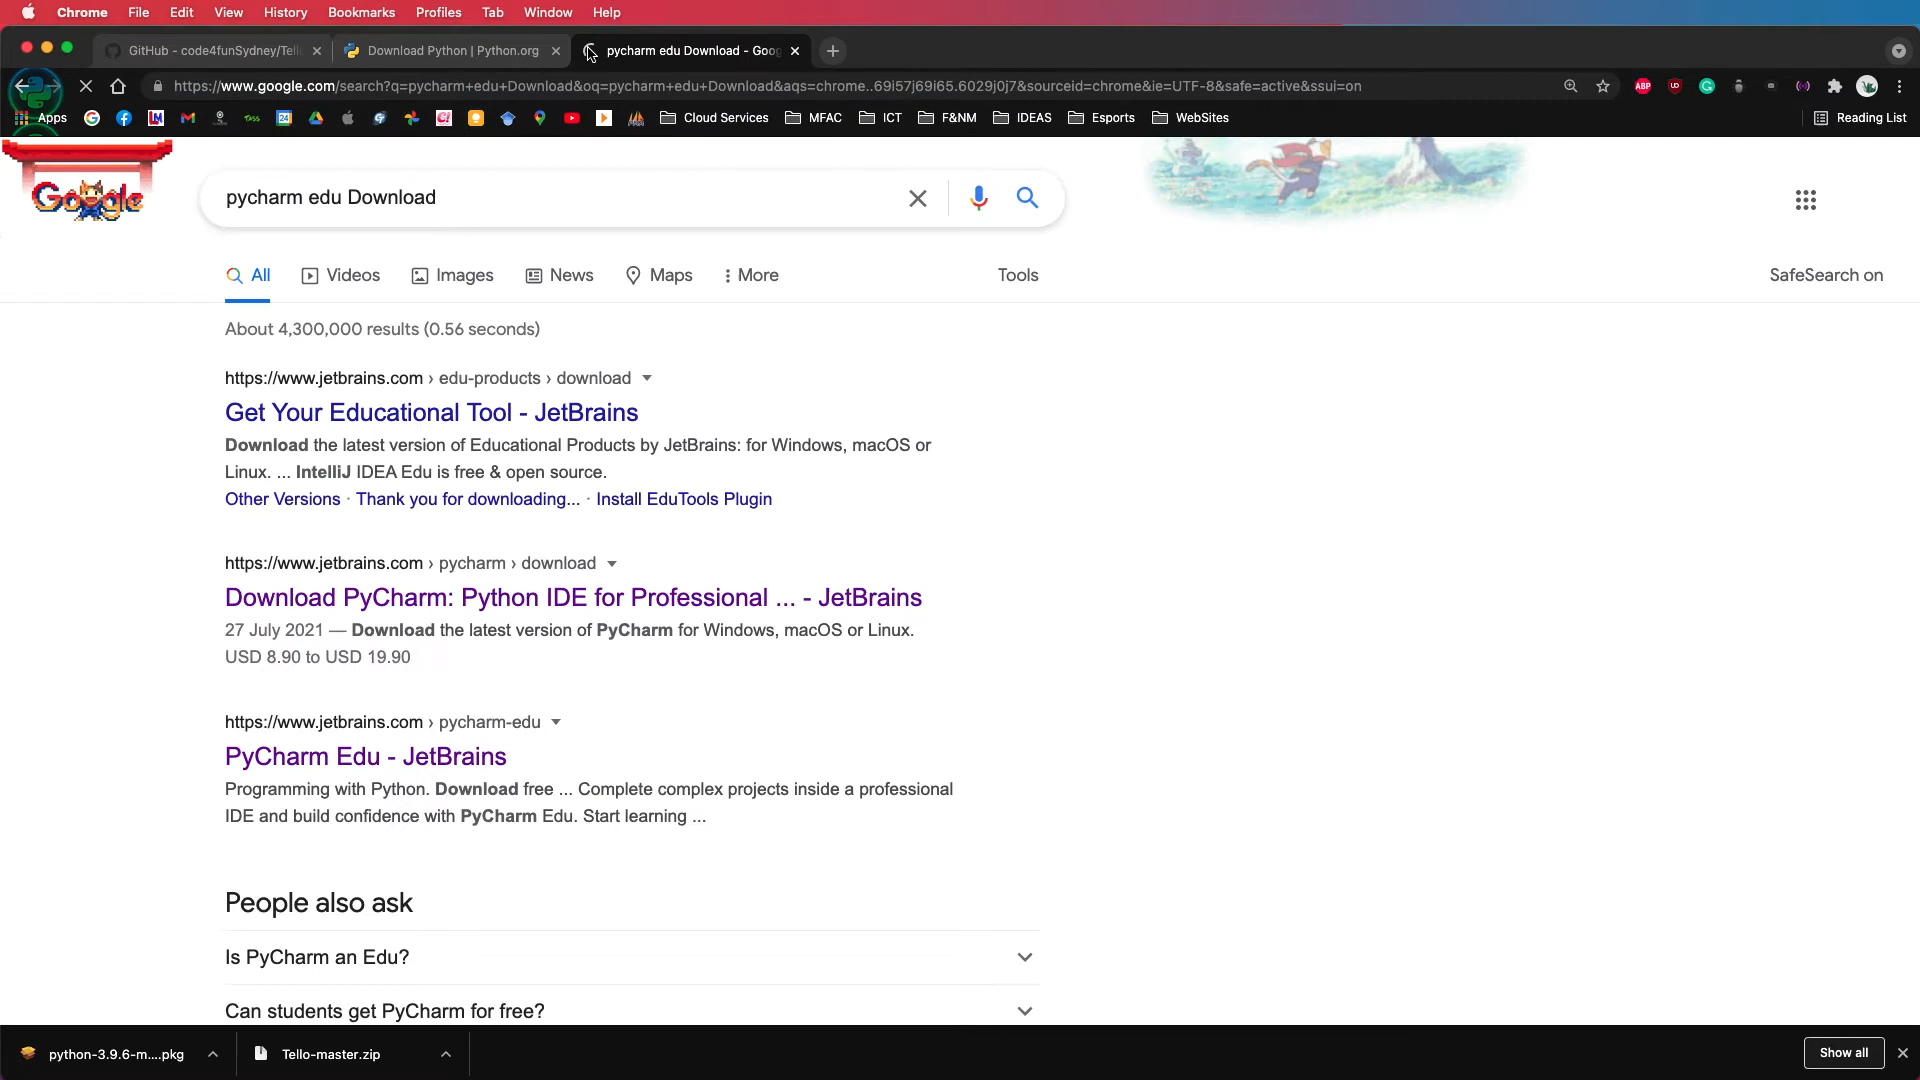 Chrome File Edit View History Bookmarks Profiles Tab Window Help
GitHub - code4funSydney/Tell
Download Python | Python.org
pycharm edu Download - Goog
https://www.google.com/search?q=pycharm+edu+Download&oq=pycharm+edu+Download&aqs=chrome..69i57j69i65.6029j0j7&sourceid=chrome&ie=UTF-8&safe=active&ssui=on
ABP
Apps
Cloud Services MFAC ICT F&NM IDEAS Esports WebSites
Reading List
Google
pycharm edu Download
All Videos Images News Maps More Tools SafeSearch on
About 4,300,000 results (0.56 seconds)
https://www.jetbrains.com › edu-products › download
Get Your Educational Tool - JetBrains
Download the latest version of Educational Products by JetBrains: for Windows, macOS or
Linux. ... IntelliJ IDEA Edu is free & open source.
Other Versions · Thank you for downloading... · Install EduTools Plugin
https://www.jetbrains.com › pycharm › download
Download PyCharm: Python IDE for Professional ... - JetBrains
27 July 2021 — Download the latest version of PyCharm for Windows, macOS or Linux.
USD 8.90 to USD 19.90
https://www.jetbrains.com › pycharm-edu
PyCharm Edu - JetBrains
Programming with Python. Download free ... Complete complex projects inside a professional
IDE and build confidence with PyCharm Edu. Start learning ...
People also ask
Is PyCharm an Edu?
Can students get PyCharm for free?
python-3.9.6-m....pkg
Tello-master.zip
Show all